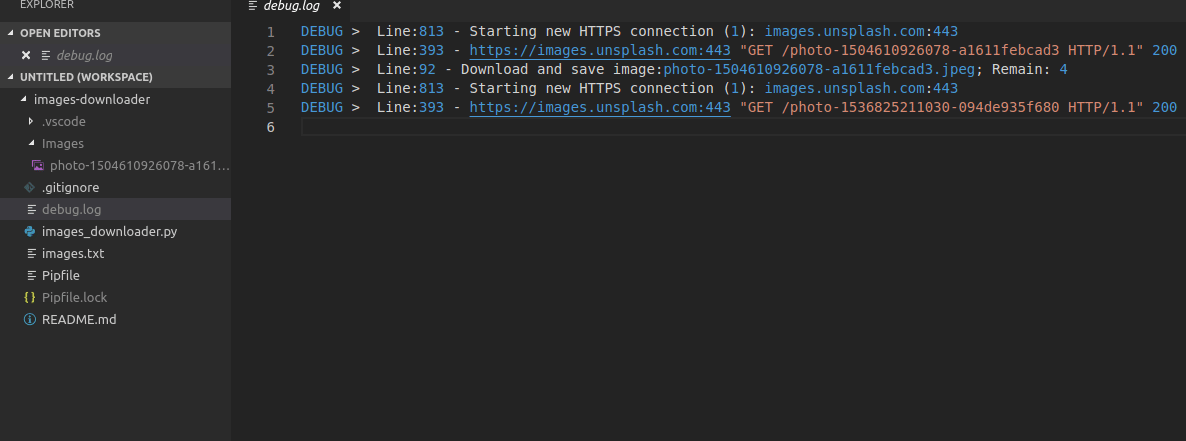 EXPLORER
OPEN EDITORS
debug.log
UNTITLED (WORKSPACE)
images-downloader
.vscode
Images
photo-1504610926078-a161...
.gitignore
debug.log
images_downloader.py
images.txt
Pipfile
Pipfile.lock
README.md
debug.log
1 DEBUG > Line:813 - Starting new HTTPS connection (1): images.unsplash.com:443
2 DEBUG > Line:393 - https://images.unsplash.com:443 "GET /photo-1504610926078-a1611febcad3 HTTP/1.1" 200
3 DEBUG > Line:92 - Download and save image:photo-1504610926078-a1611febcad3.jpeg; Remain: 4
4 DEBUG > Line:813 - Starting new HTTPS connection (1): images.unsplash.com:443
5 DEBUG > Line:393 - https://images.unsplash.com:443 "GET /photo-1536825211030-094de935f680 HTTP/1.1" 200
6